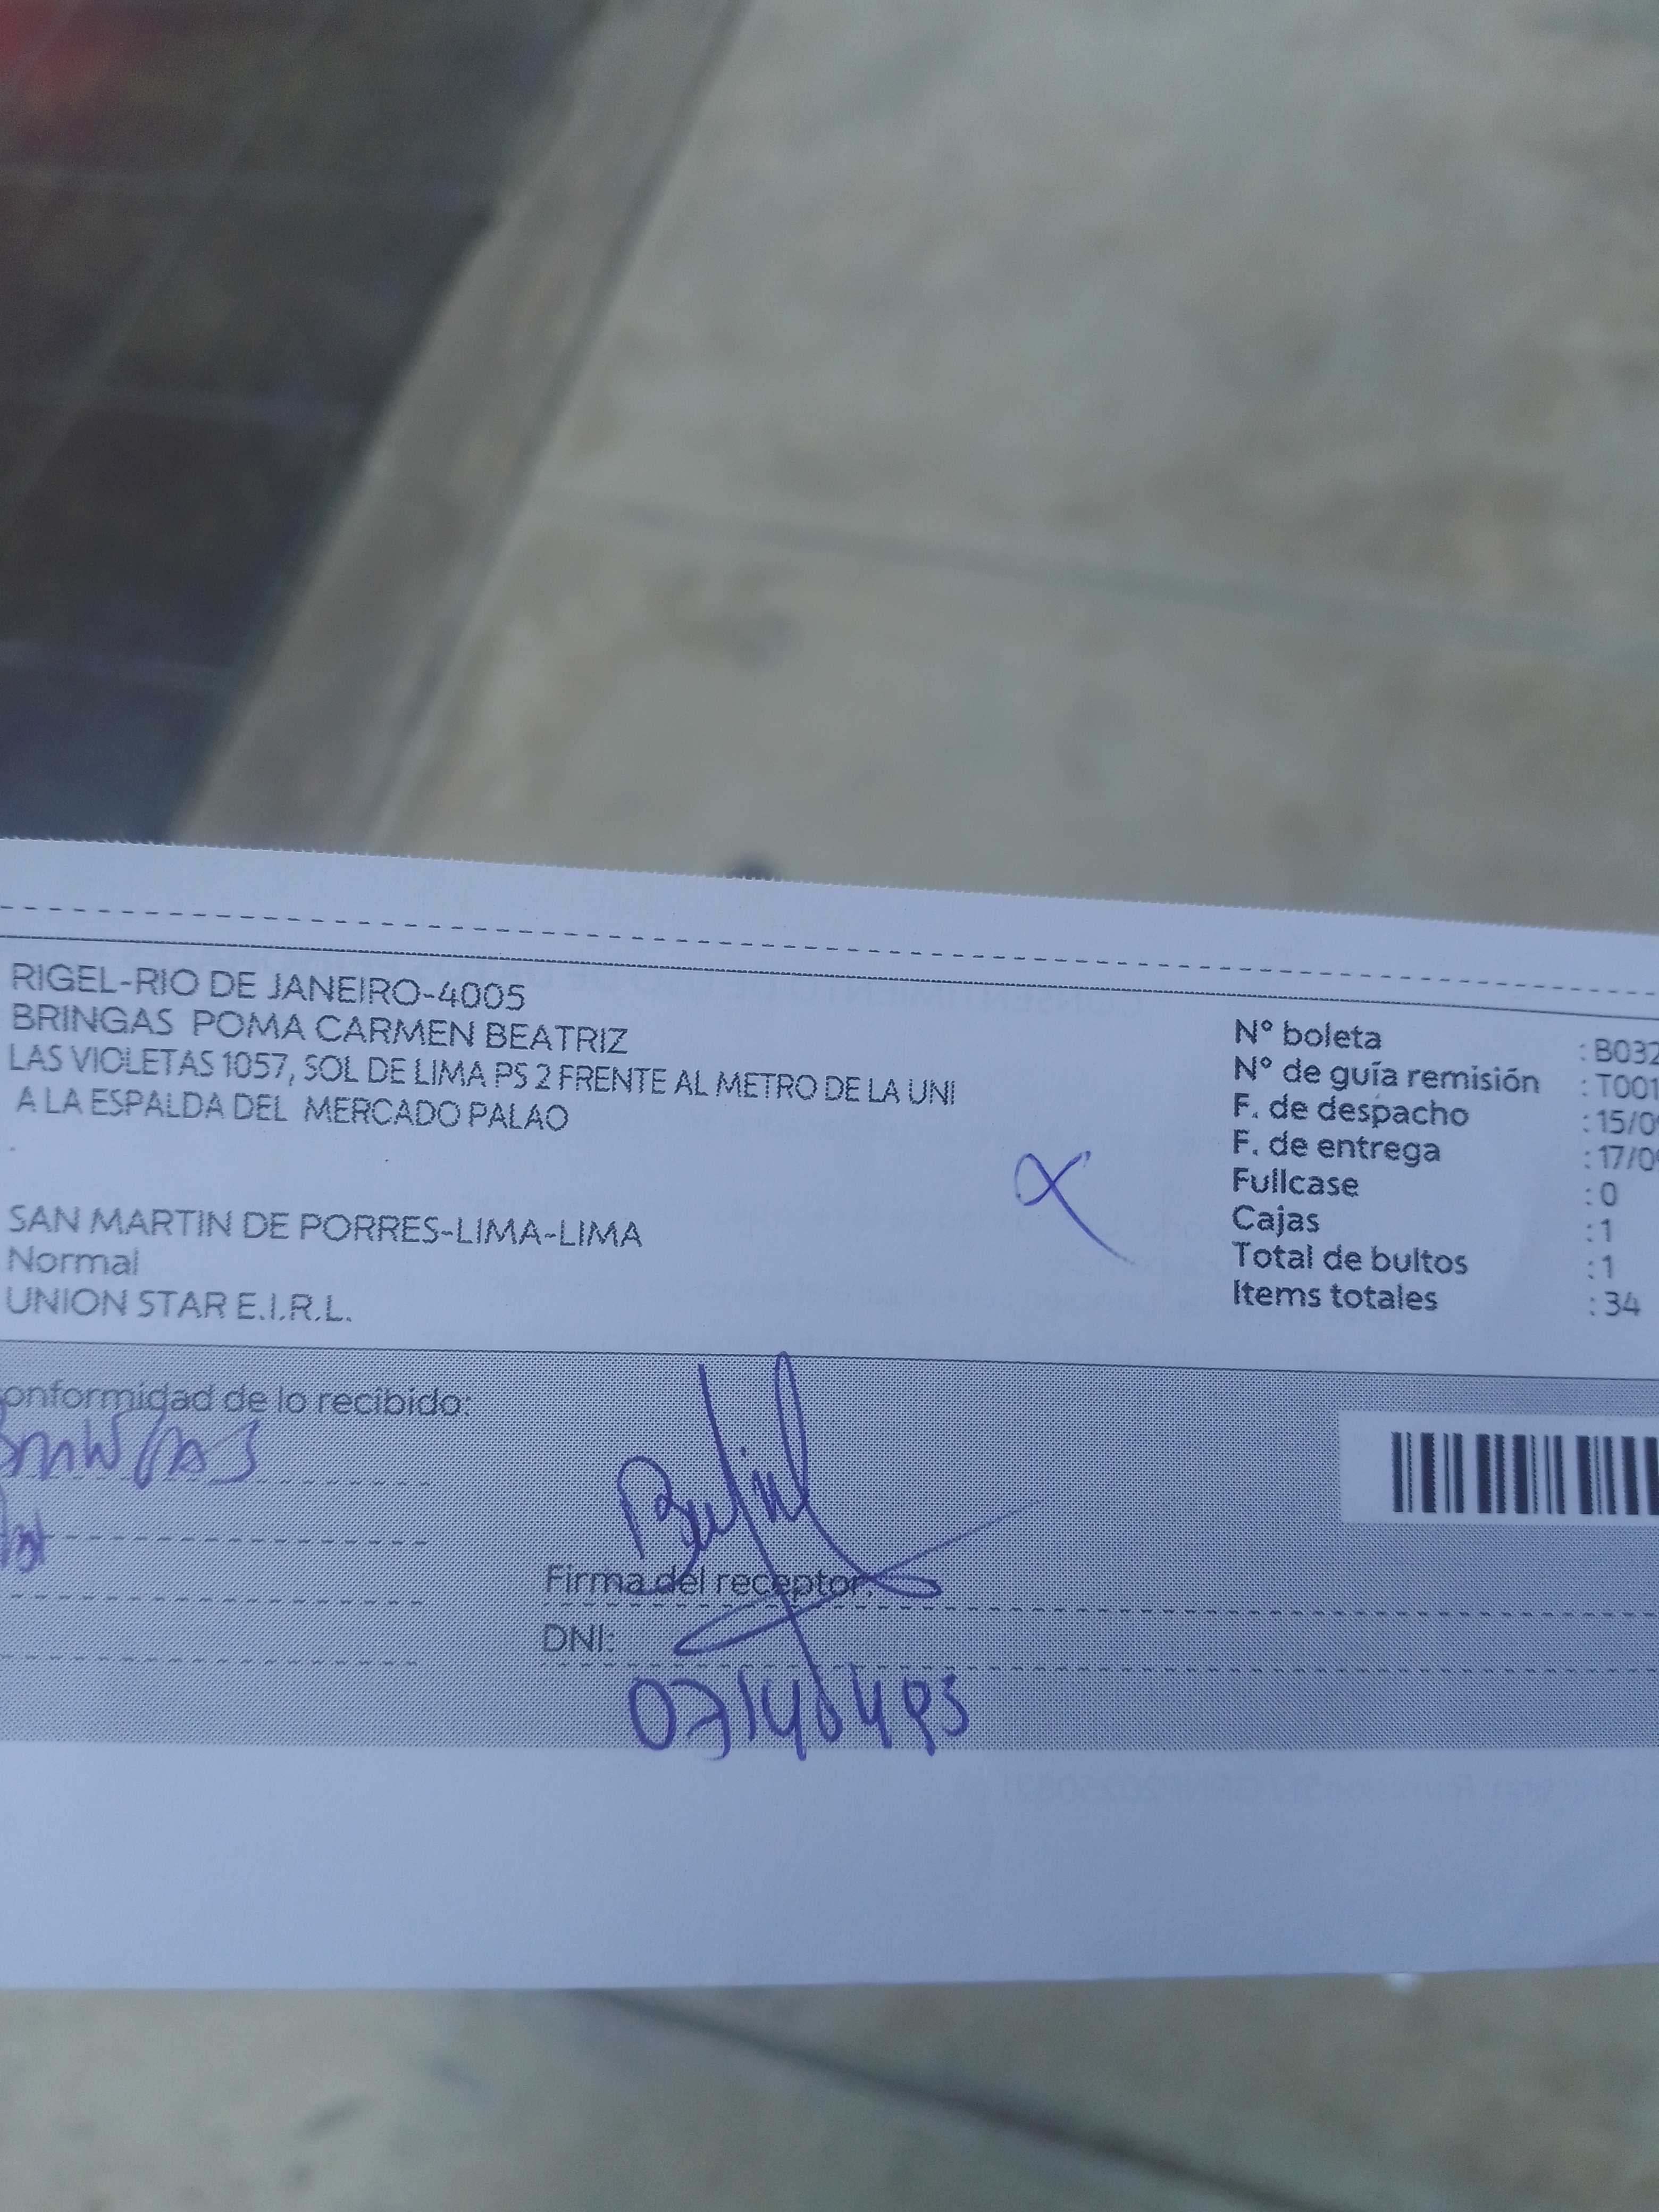 RIGEL-RIO DE JANEIRO-4005
BRINGAS POMA CARMEN BEATRIZ
LAS VIOLETAS 1057, SOL DE LIMA PS 2 FRENTE AL METRO DE LA UNI
A LA ESPALDA DEL MERCADO PALAO
SAN MARTIN DE PORRES-LIMA-LIMA
Normal
UNION STAR E.I.R.L.
N° boleta : B032
N° de guía remisión : T001
F. de despacho : 15/09
F. de entrega : 17/09
Fullcase : 0
Cajas : 1
Total de bultos : 1
Items totales : 34
onformidad de lo recibido:
Firma del receptor:
DNI: